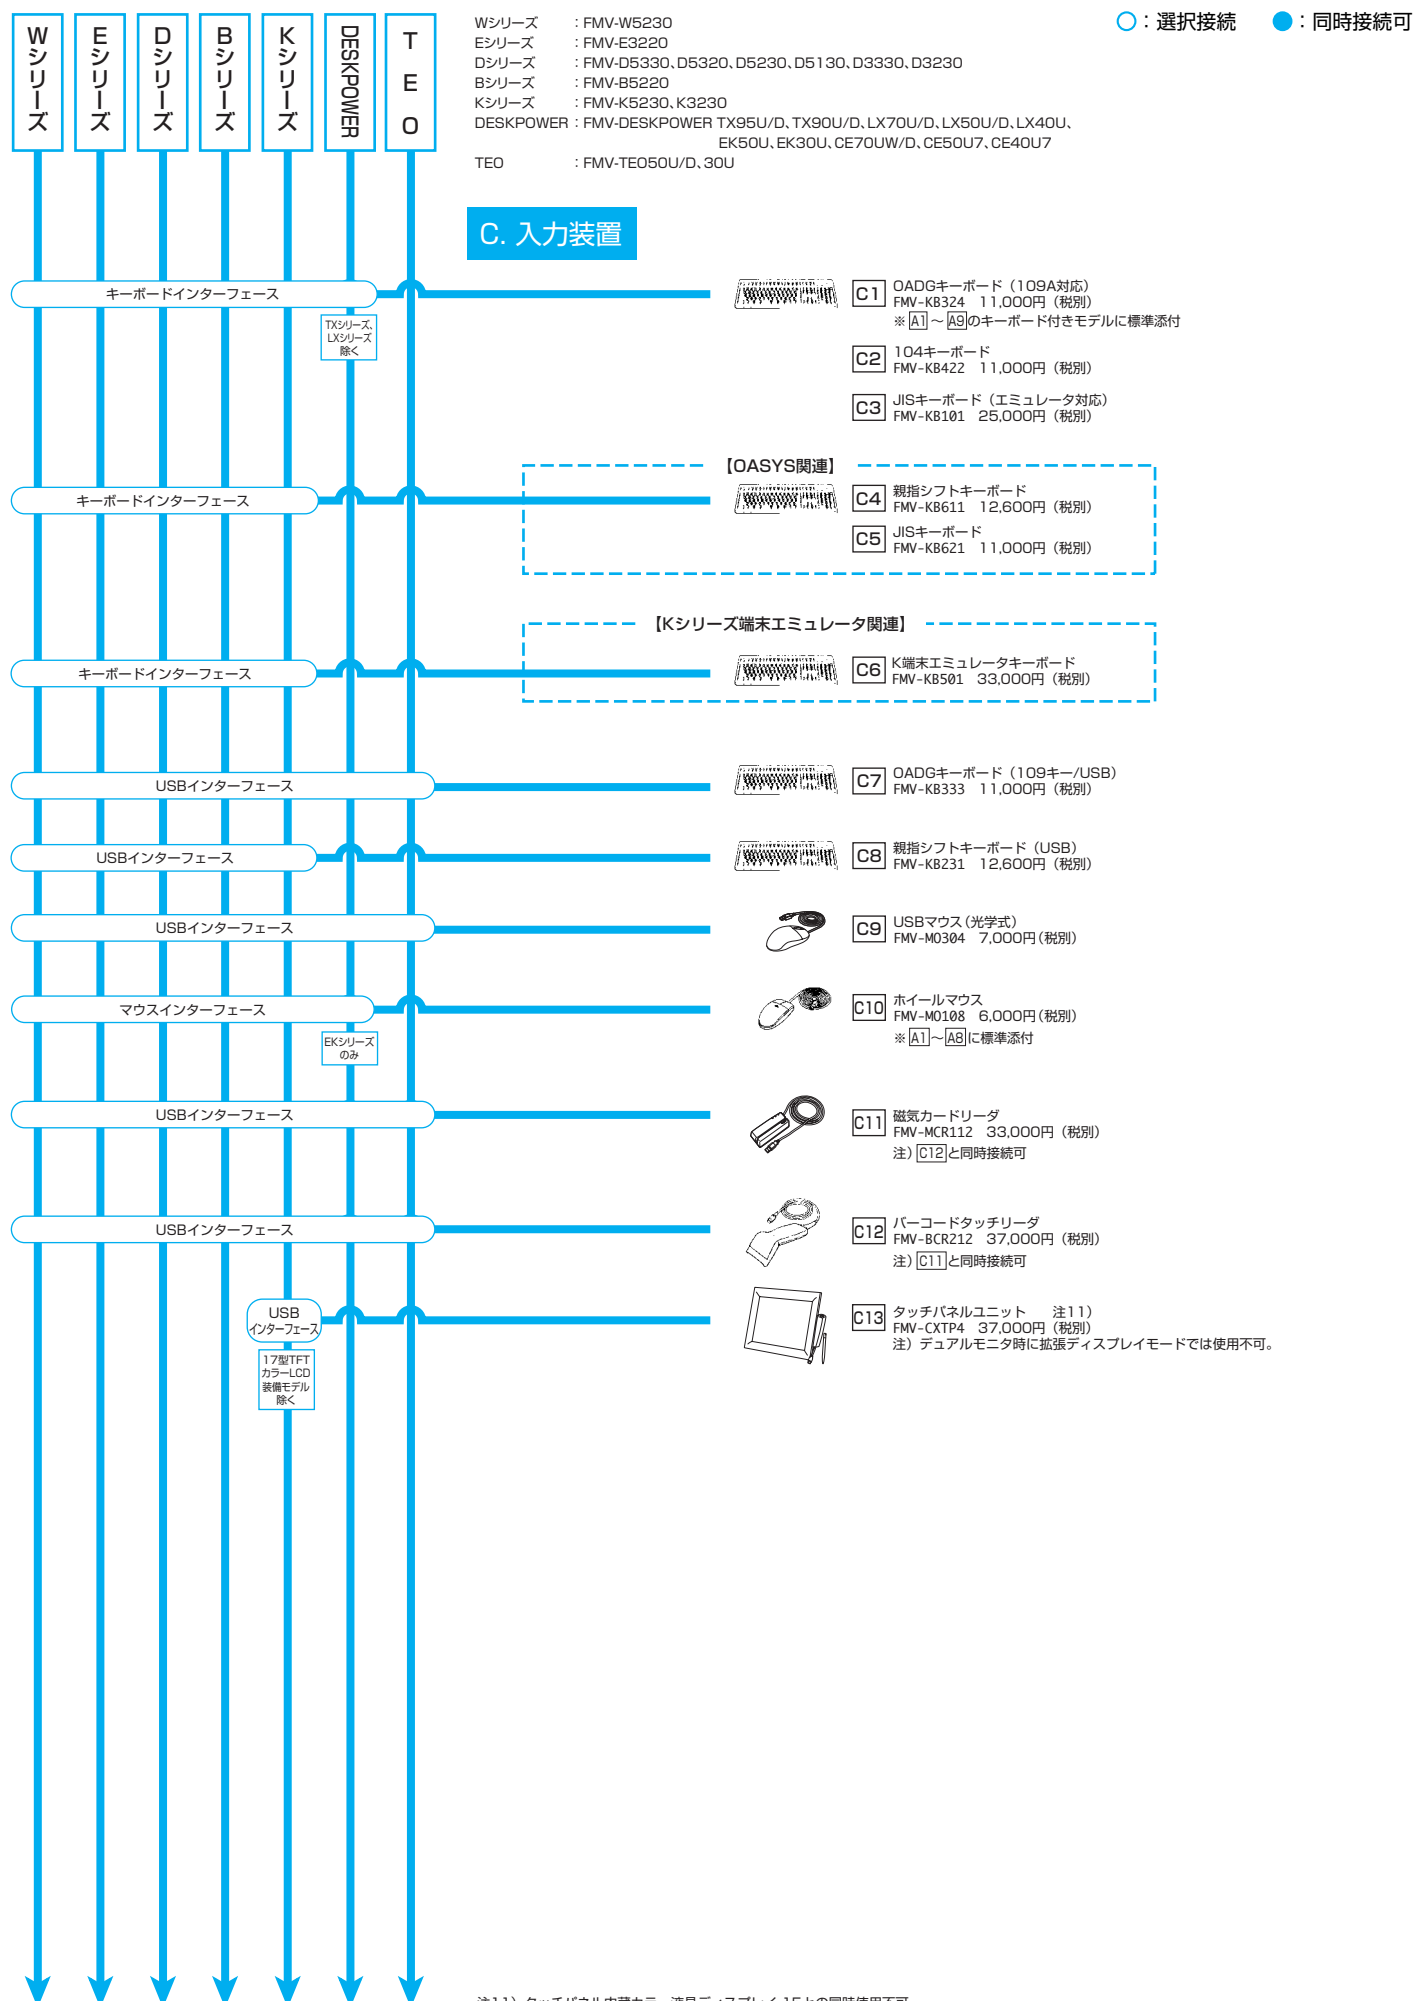 Wシリーズ
Eシリーズ
Dシリーズ
Bシリーズ
Kシリーズ
DESKPOWER
TEO
Wシリーズ : FMV-W5230
Eシリーズ : FMV-E3220
Dシリーズ : FMV-D5330、D5320、D5230、D5130、D3330、D3230
Bシリーズ : FMV-B5220
Kシリーズ : FMV-K5230、K3230
DESKPOWER : FMV-DESKPOWER TX95U/D、TX90U/D、LX70U/D、LX50U/D、LX40U、
EK50U、EK30U、CE70UW/D、CE50U7、CE40U7
TEO : FMV-TEO50U/D、30U
○：選択接続 ●：同時接続可
C. 入力装置
キーボードインターフェース
TXシリーズ、
LXシリーズ
除く
C1 OADGキーボード（109A対応）
FMV-KB324 11,000円（税別）
※A1～A9のキーボード付きモデルに標準添付
C2 104キーボード
FMV-KB422 11,000円（税別）
C3 JISキーボード（エミュレータ対応）
FMV-KB101 25,000円（税別）
【OASYS関連】
キーボードインターフェース
C4 親指シフトキーボード
FMV-KB611 12,600円（税別）
C5 JISキーボード
FMV-KB621 11,000円（税別）
【Kシリーズ端末エミュレータ関連】
キーボードインターフェース
C6 K端末エミュレータキーボード
FMV-KB501 33,000円（税別）
USBインターフェース
C7 OADGキーボード（109キー/USB）
FMV-KB333 11,000円（税別）
USBインターフェース
C8 親指シフトキーボード（USB）
FMV-KB231 12,600円（税別）
USBインターフェース
C9 USBマウス（光学式）
FMV-MO304 7,000円（税別）
マウスインターフェース
EKシリーズ
のみ
C10 ホイールマウス
FMV-MO108 6,000円（税別）
※A1～A8に標準添付
USBインターフェース
C11 磁気カードリーダ
FMV-MCR112 33,000円（税別）
注）C12と同時接続可
USBインターフェース
C12 バーコードタッチリーダ
FMV-BCR212 37,000円（税別）
注）C11と同時接続可
USB
インターフェース
17型TFT
カラーLCD
装備モデル
除く
C13 タッチパネルユニット 注11）
FMV-CXTP4 37,000円（税別）
注）デュアルモニタ時に拡張ディスプレイモードでは使用不可。